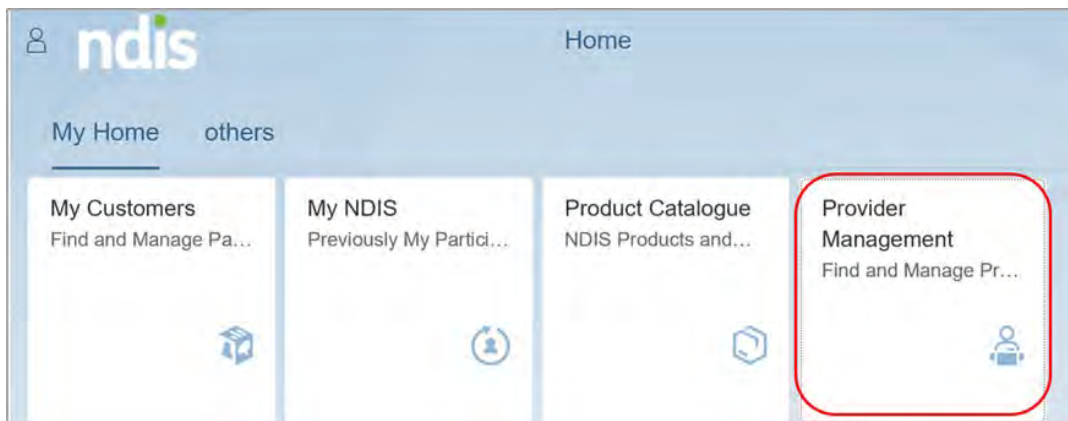 ndis
Home
My Home others
My Customers
Find and Manage Pa...
My NDIS
Previously My Partici...
Product Catalogue
NDIS Products and...
Provider
Management
Find and Manage Pr...